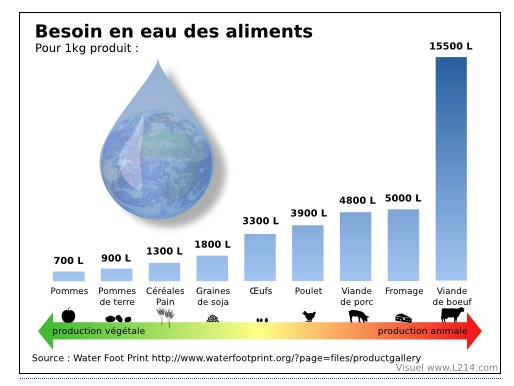 Besoin en eau des aliments
Pour 1kg produit :
15500 L
5000 L
4800 L
3900 L
3300 L
1800 L
1300 L
900 L
700 L
Pommes
Pommes
de terre
Céréales
Pain
Graines
de soja
Œufs
Poulet
Viande
de porc
Fromage
Viande
de boeuf
production végétale
production animale
Source : Water Foot Print http://www.waterfootprint.org/?page=files/productgallery
Visuel www.L214.com